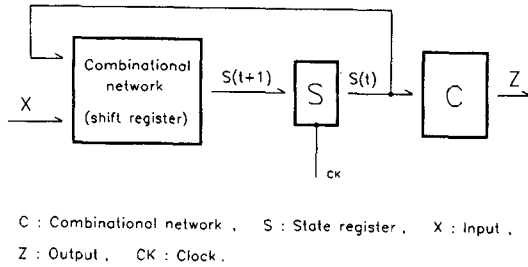 Combinational
network
(shift register)
X
S(t+1)
S
S(t)
C
Z
CK
C : Combinational network , S : State register , X : Input ,
Z : Output , CK : Clock .